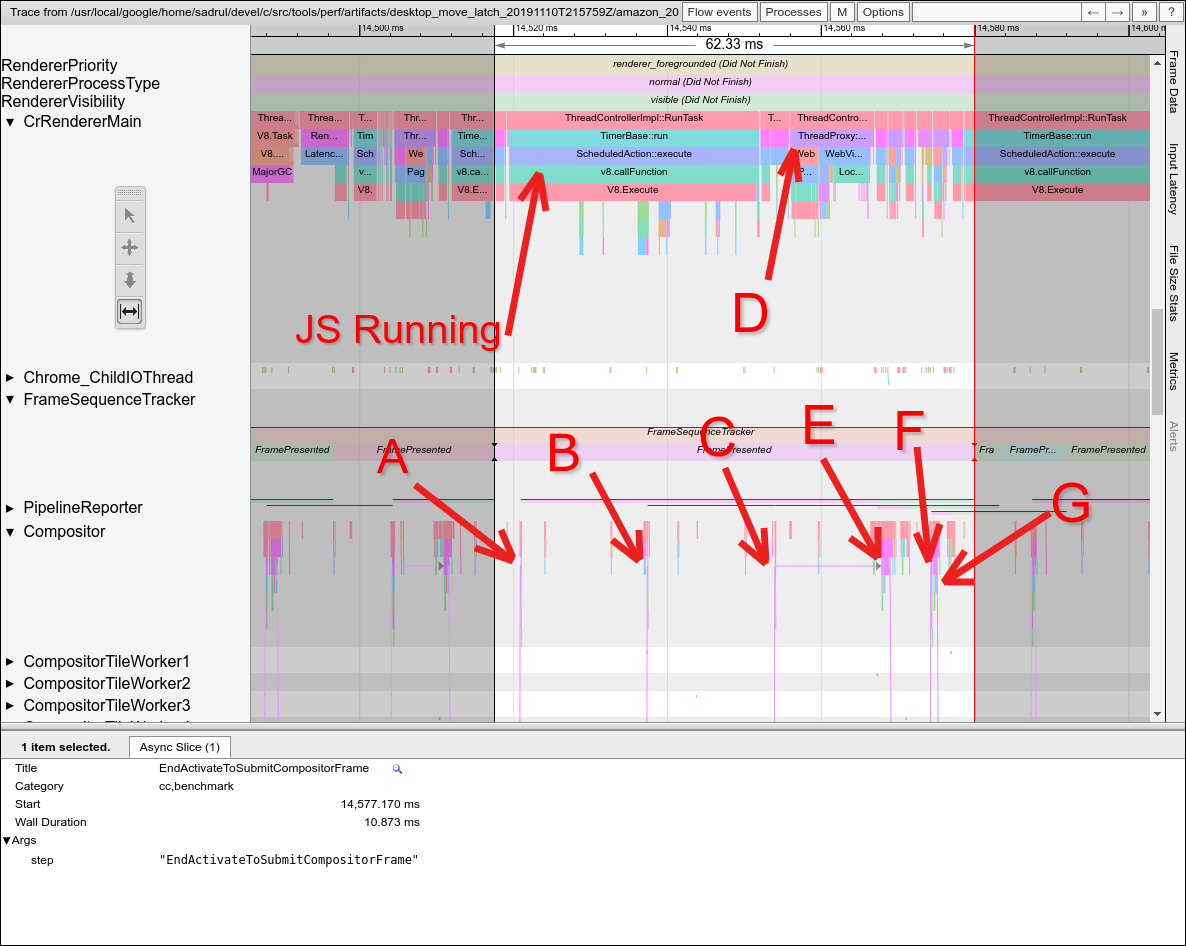 Trace from /usr/local/google/home/sadrul/devel/c/src/tools/perf/artifacts/desktop_move_latch_20191110T215759Z/amazon_20 Flow events Processes M Options ← → » ?
14,500 ms 14,520 ms 14,540 ms 14,560 ms 14,580 ms 14,600
62.33 ms
RendererPriority renderer_foregrounded (Did Not Finish)
RendererProcessType normal (Did Not Finish)
RendererVisibility visible (Did Not Finish)
▼ CrRendererMain
Threa... Threa... T... Thr... Thr... ThreadControllerImpl::RunTask T... ThreadContro... ThreadControllerImpl::RunTask
V8.Task Ren... Tim Thr... Time... TimerBase::run ThreadProxy:... TimerBase::run
V8.... Latenc... Sch We Sch... ScheduledAction::execute Web WebVi... ScheduledAction::execute
MajorGC v... Pag v8.ca... v8.callFunction P... Loc... v8.callFunction
V8. V8.E... V8.Execute V8.Execute
JS Running
D
► Chrome_ChildIOThread
▼ FrameSequenceTracker
FrameSequenceTracker
FramePresented FramePresented FramePresented Fra FramePr... FramePresented
A B C E F G
► PipelineReporter
▼ Compositor
► CompositorTileWorker1
► CompositorTileWorker2
► CompositorTileWorker3
Frame Data
Input Latency
File Size Stats
Metrics
Alerts
1 item selected. Async Slice (1)
Title EndActivateToSubmitCompositorFrame
Category cc,benchmark
Start 14,577.170 ms
Wall Duration 10.873 ms
▼Args
step "EndActivateToSubmitCompositorFrame"